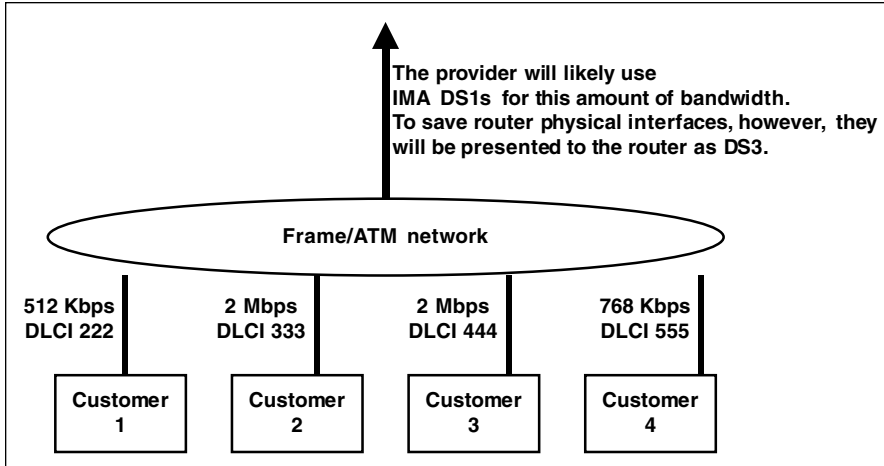 The provider will likely use
IMA DS1s for this amount of bandwidth.
To save router physical interfaces, however, they
will be presented to the router as DS3.
Frame/ATM network
512 Kbps
DLCI 222
2 Mbps
DLCI 333
2 Mbps
DLCI 444
768 Kbps
DLCI 555
Customer
1
Customer
2
Customer
3
Customer
4